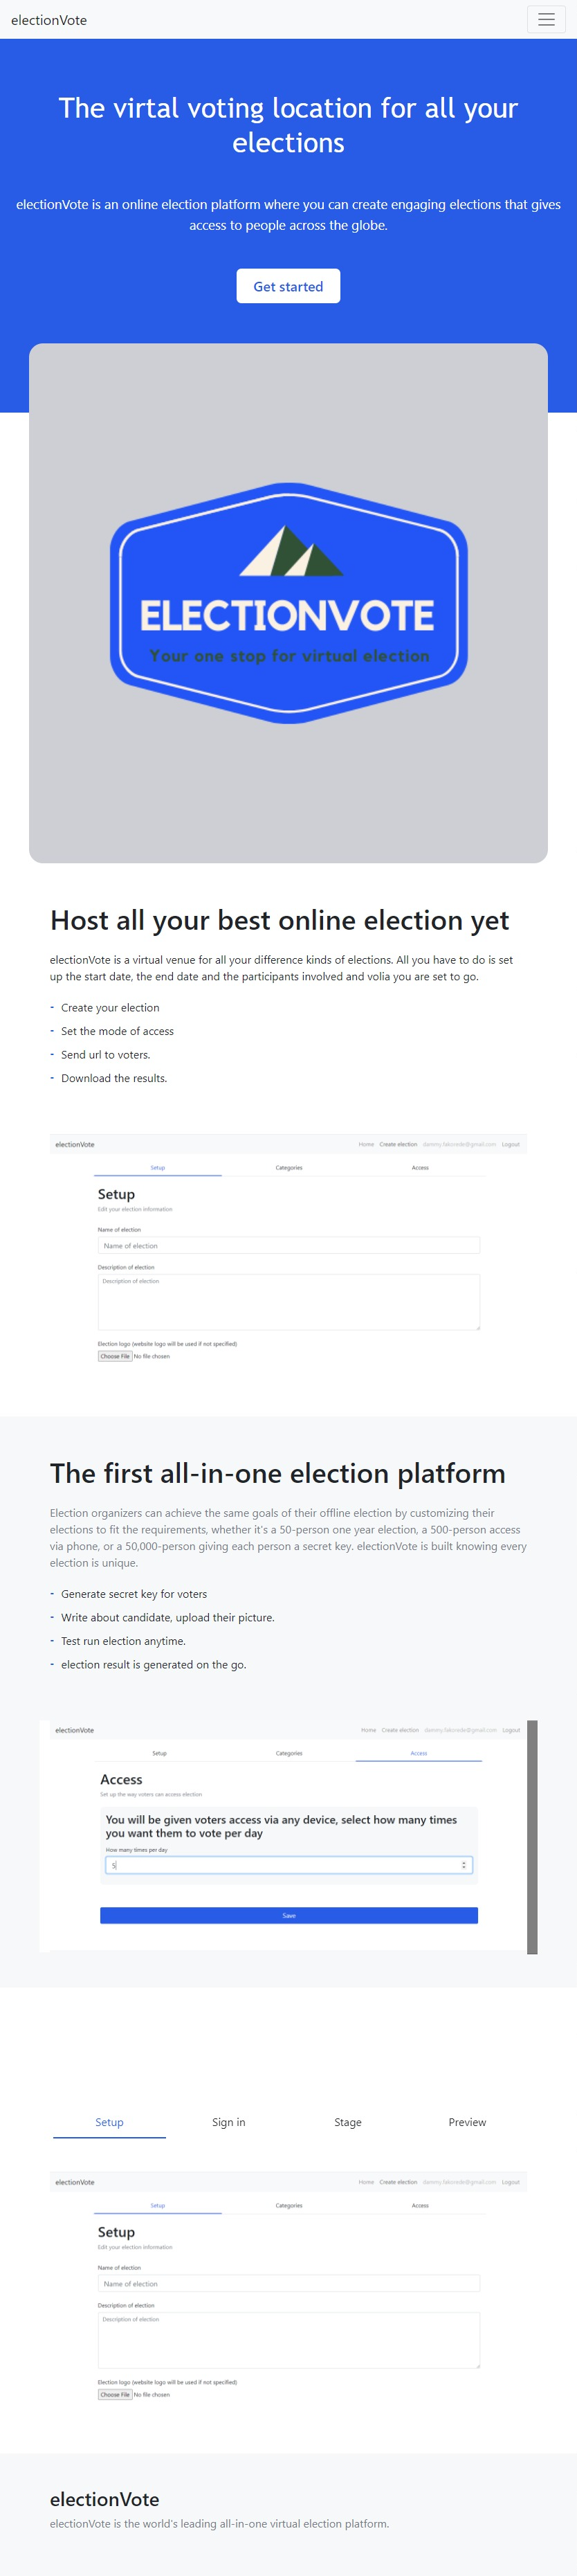 electionVote
The virtal voting location for all your
elections
electionVote is an online election platform where you can create engaging elections that gives
access to people across the globe.
Get started
ELECTIONVOTE
Your one stop for virtual election
Host all your best online election yet
electionVote is a virtual venue for all your difference kinds of elections. All you have to do is set
up the start date, the end date and the participants involved and volia you are set to go.
- Create your election
- Set the mode of access
- Send url to voters.
- Download the results.
electionVote Home Create election dammy.fakorede@gmail.com Logout
Setup Categories Access
Setup
Edit your election information
Name of election
Name of election
Description of election
Description of election
Election logo (website logo will be used if not specified)
Choose File No file chosen
The first all-in-one election platform
Election organizers can achieve the same goals of their offline election by customizing their
elections to fit the requirements, whether it's a 50-person one year election, a 500-person access
via phone, or a 50,000-person giving each person a secret key. electionVote is built knowing every
election is unique.
- Generate secret key for voters
- Write about candidate, upload their picture.
- Test run election anytime.
- election result is generated on the go.
electionVote Home Create election dammy.fakorede@gmail.com Logout
Setup Categories Access
Access
Set up the way voters can access election
You will be given voters access via any device, select how many times
you want them to vote per day
How many times per day
5
Save
Setup Sign in Stage Preview
electionVote Home Create election dammy.fakorede@gmail.com Logout
Setup Categories Access
Setup
Edit your election information
Name of election
Name of election
Description of election
Description of election
Election logo (website logo will be used if not specified)
Choose File No file chosen
electionVote
electionVote is the world's leading all-in-one virtual election platform.